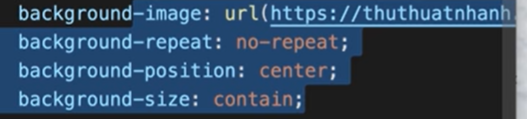 background-image: url(https://thuthuatnhanh.
background-repeat: no-repeat;
background-position: center;
background-size: contain;